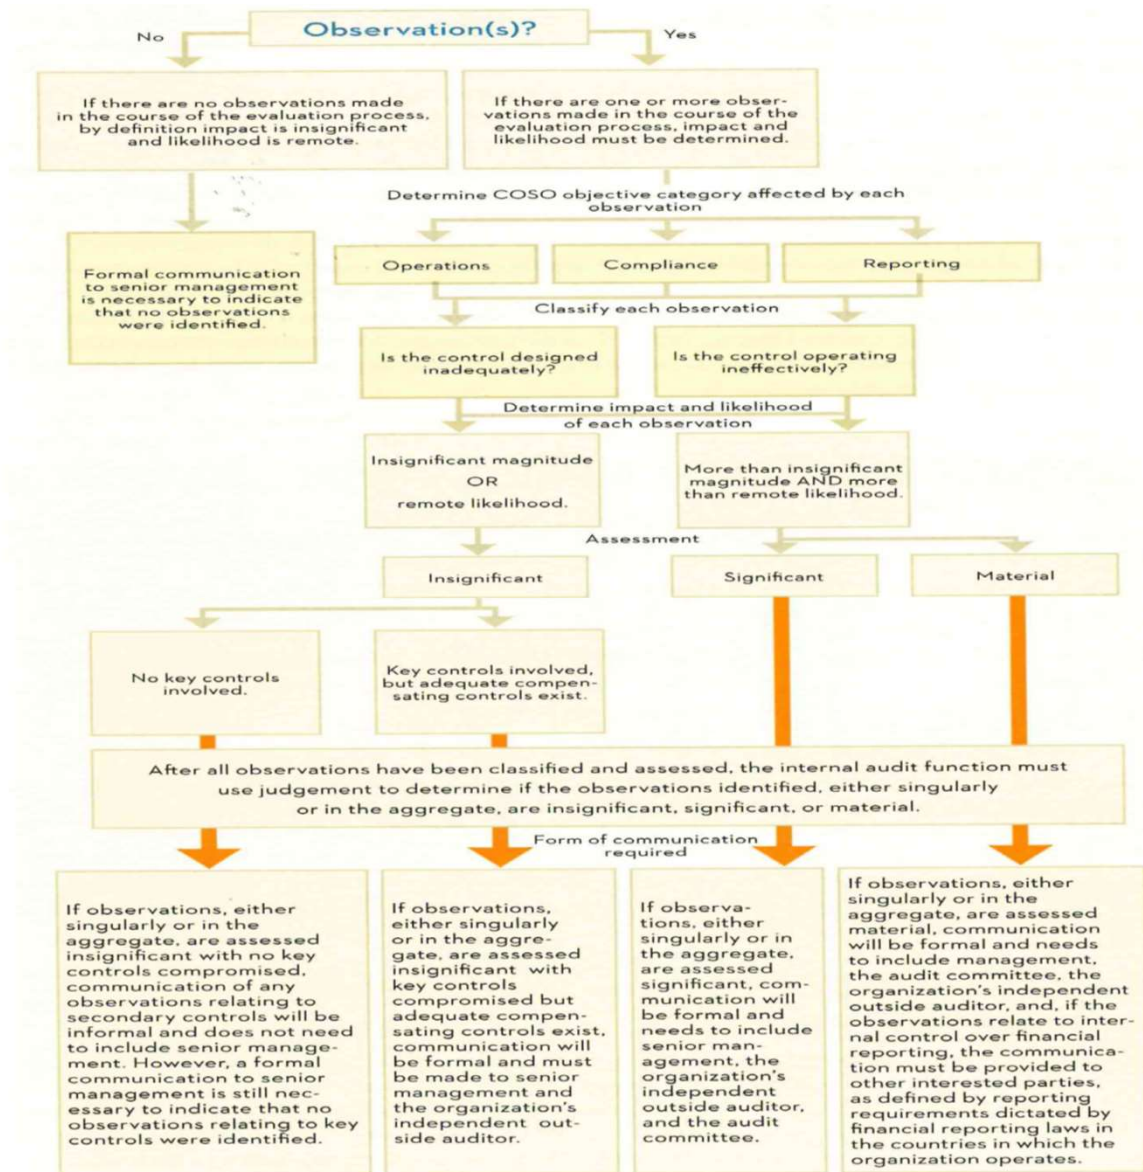 Observation(s)?
No
Yes
If there are no observations made
in the course of the evaluation process,
by definition impact is insignificant
and likelihood is remote.
If there are one or more obser-
vations made in the course of the
evaluation process, impact and
likelihood must be determined.
Determine COSO objective category affected by each
observation
Formal communication
to senior management
is necessary to indicate
that no observations
were identified.
Operations
Compliance
Reporting
Classify each observation
Is the control designed
inadequately?
Is the control operating
ineffectively?
Determine impact and likelihood
of each observation
Insignificant magnitude
OR
remote likelihood.
More than insignificant
magnitude AND more
than remote likelihood.
Assessment
Insignificant
Significant
Material
No key controls
involved.
Key controls involved,
but adequate compen-
sating controls exist.
After all observations have been classified and assessed, the internal audit function must
use judgement to determine if the observations identified, either singularly
or in the aggregate, are insignificant, significant, or material.
Form of communication
required
If observations, either
singularly or in the
aggregate, are assessed
insignificant with no key
controls compromised,
communication of any
observations relating to
secondary controls will be
informal and does not need
to include senior manage-
ment. However, a formal
communication to senior
management is still nec-
essary to indicate that no
observations relating to key
controls were identified.
If observations,
either singularly
or in the aggre-
gate, are assessed
insignificant with
key controls
compromised but
adequate compen-
sating controls exist,
communication will
be formal and must
be made to senior
management and
the organization's
independent out-
side auditor.
If observa-
tions, either
singularly or in
the aggregate,
are assessed
significant, com-
munication will
be formal and
needs to include
senior man-
agement, the
organization's
independent
outside auditor,
and the audit
committee.
If observations, either
singularly or in the
aggregate, are assessed
material, communication
will be formal and needs
to include management,
the audit committee, the
organization's independent
outside auditor, and, if the
observations relate to inter-
nal control over financial
reporting, the communica-
tion must be provided to
other interested parties,
as defined by reporting
requirements dictated by
financial reporting laws in
the countries in which the
organization operates.